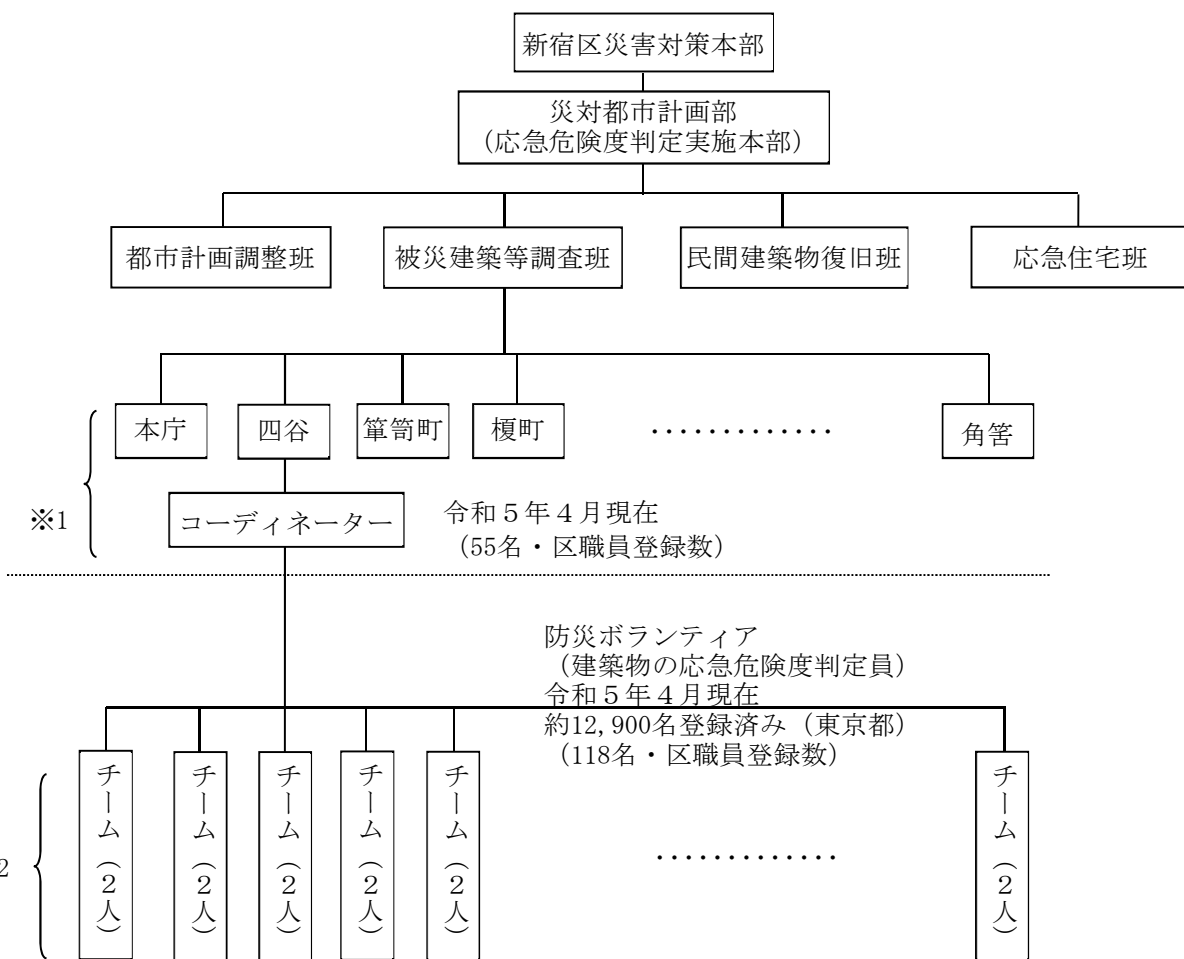 新宿区災害対策本部
災対都市計画部
（応急危険度判定実施本部）
都市計画調整班
被災建築等調査班
民間建築物復旧班
応急住宅班
本庁
四谷
箪笥町
榎町
・・・・・・・・・・・・・
角筈
※1
コーディネーター
令和５年４月現在
（55名・区職員登録数）
防災ボランティア
（建築物の応急危険度判定員）
令和５年４月現在
約12,900名登録済み（東京都）
（118名・区職員登録数）
2
チーム（２人）
チーム（２人）
チーム（２人）
チーム（２人）
チーム（２人）
・・・・・・・・・・・・・
チーム（２人）